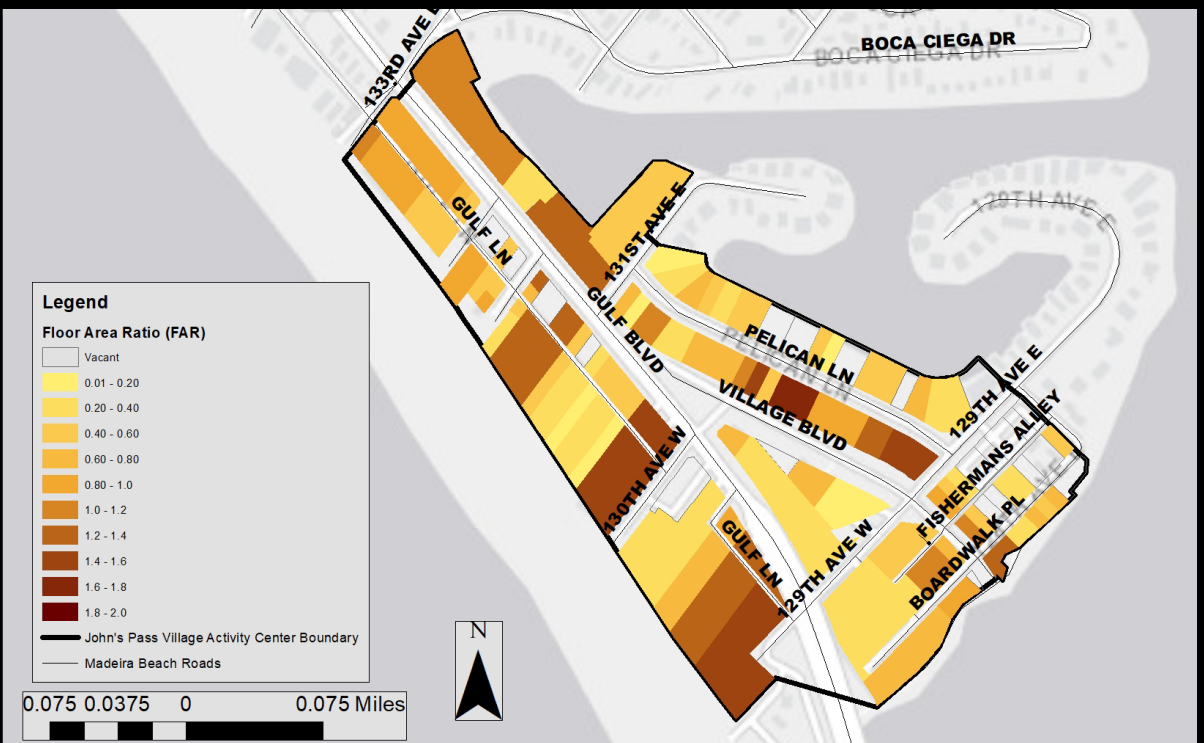 133RD AVE E
BOCA CIEGA DR
BOCA CIEGA DR
129TH AVE E
GULF LN
131ST AVE E
GULF BLVD
PELICAN LN
PELICAN LN
VILLAGE BLVD
129TH AVE E
FISHERMANS ALLEY
130TH AVE W
GULF LN
129TH AVE W
BOARDWALK PL
Legend
Floor Area Ratio (FAR)
Vacant
0.01 - 0.20
0.20 - 0.40
0.40 - 0.60
0.60 - 0.80
0.80 - 1.0
1.0 - 1.2
1.2 - 1.4
1.4 - 1.6
1.6 - 1.8
1.8 - 2.0
John's Pass Village Activity Center Boundary
Madeira Beach Roads
N
0.075 0.0375 0 0.075 Miles